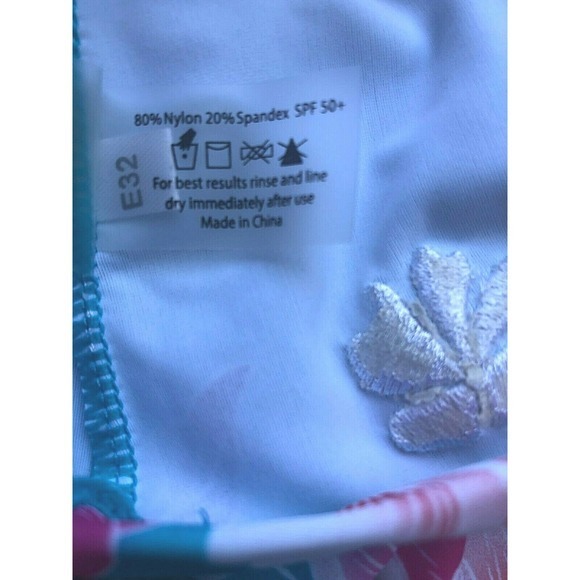 80% Nylon 20% Spandex SPF 50+
E32
For best results rinse and line
dry immediately after use
Made in China